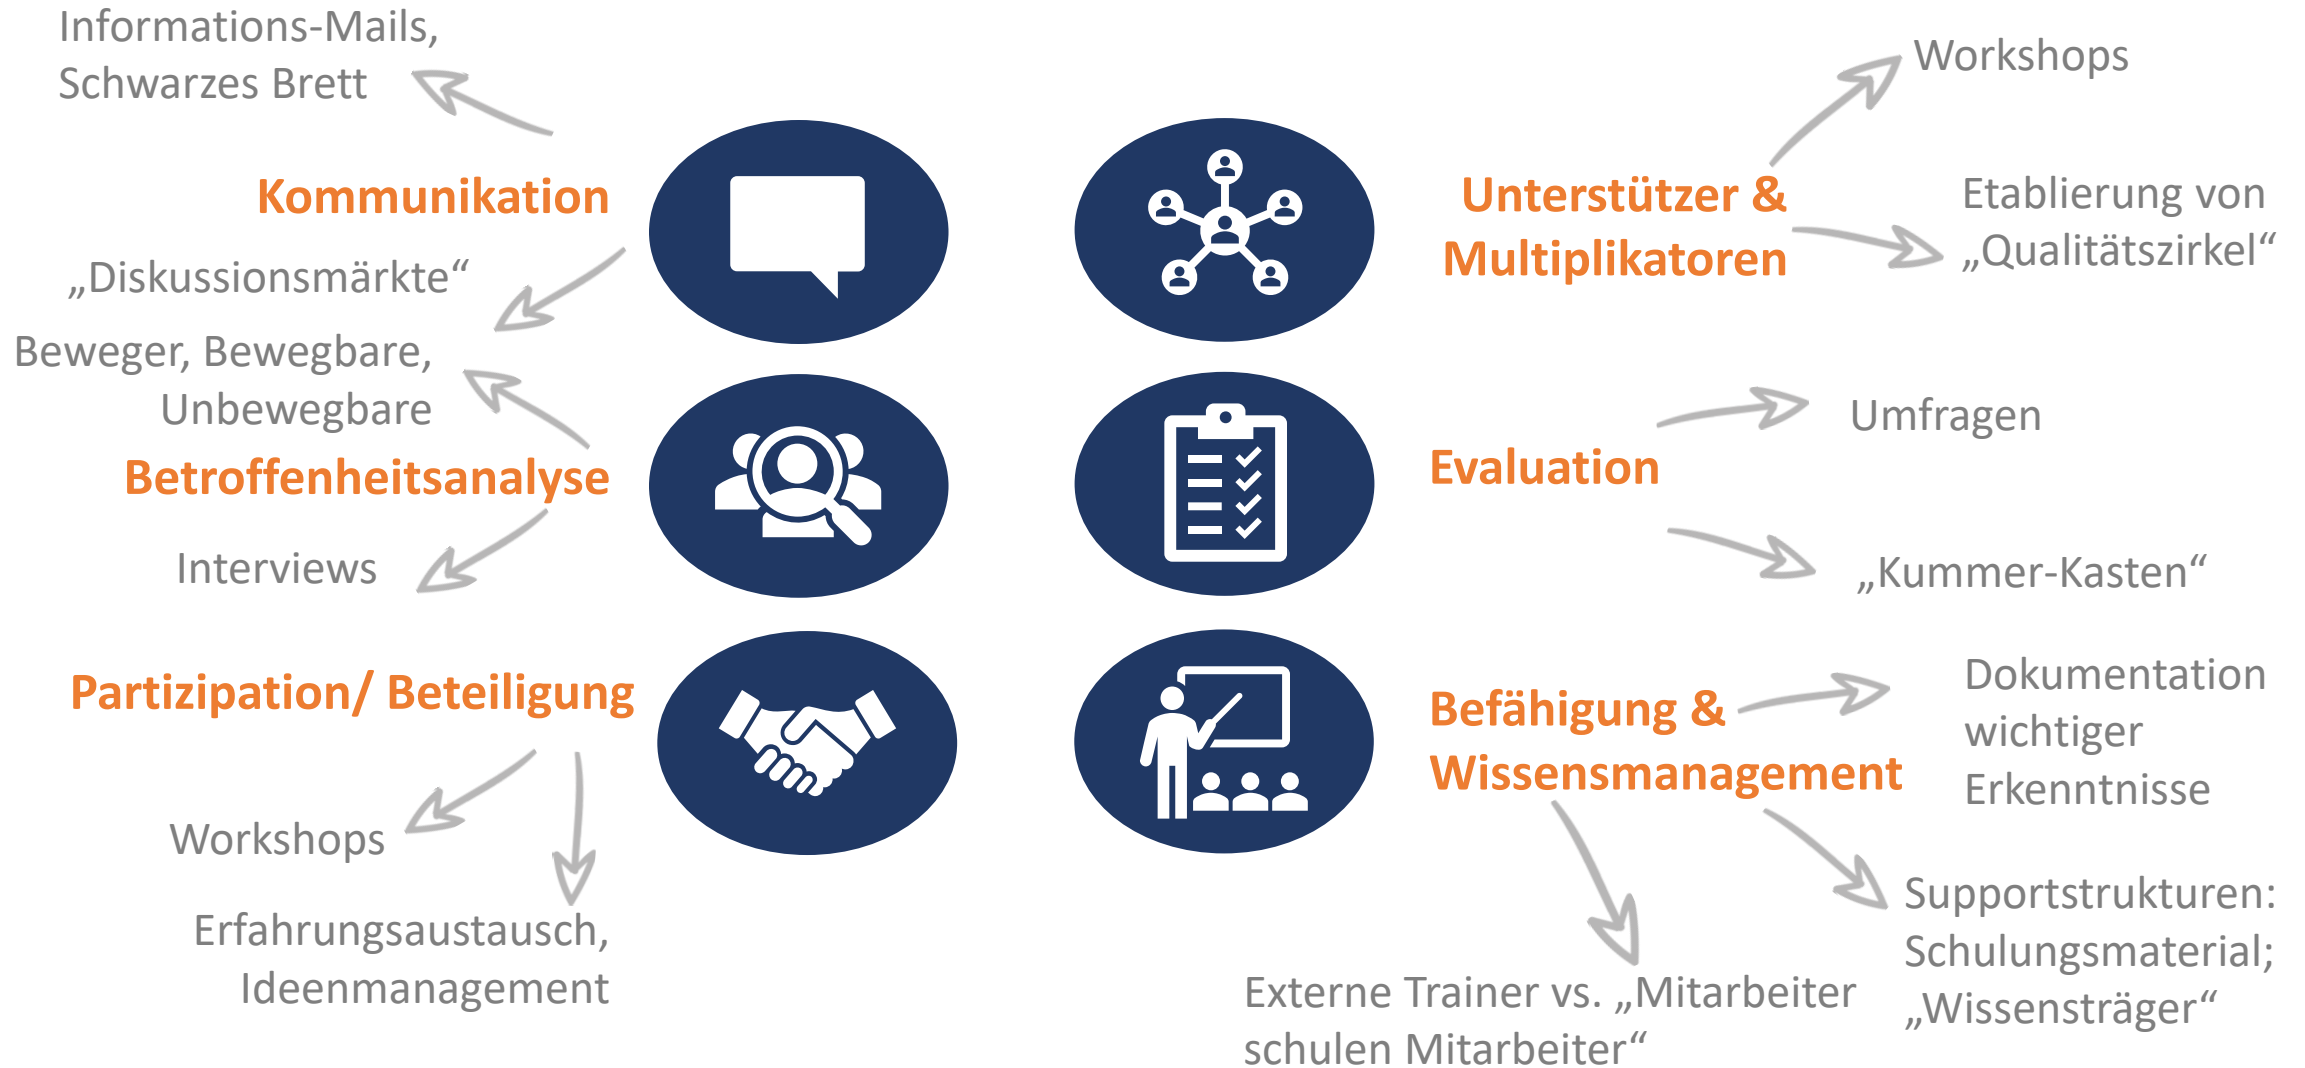 Informations-Mails,
Schwarzes Brett
Kommunikation
„Diskussionsmärkte“
Beweger, Bewegbare,
Unbewegbare
Betroffenheitsanalyse
Interviews
Partizipation/ Beteiligung
Workshops
Erfahrungsaustausch,
Ideenmanagement
Workshops
Unterstützer &
Multiplikatoren
Etablierung von
„Qualitätszirkel“
Umfragen
Evaluation
„Kummer-Kasten“
Befähigung &
Wissensmanagement
Dokumentation
wichtiger
Erkenntnisse
Supportstrukturen:
Schulungsmaterial;
„Wissensträger“
Externe Trainer vs. „Mitarbeiter
schulen Mitarbeiter“